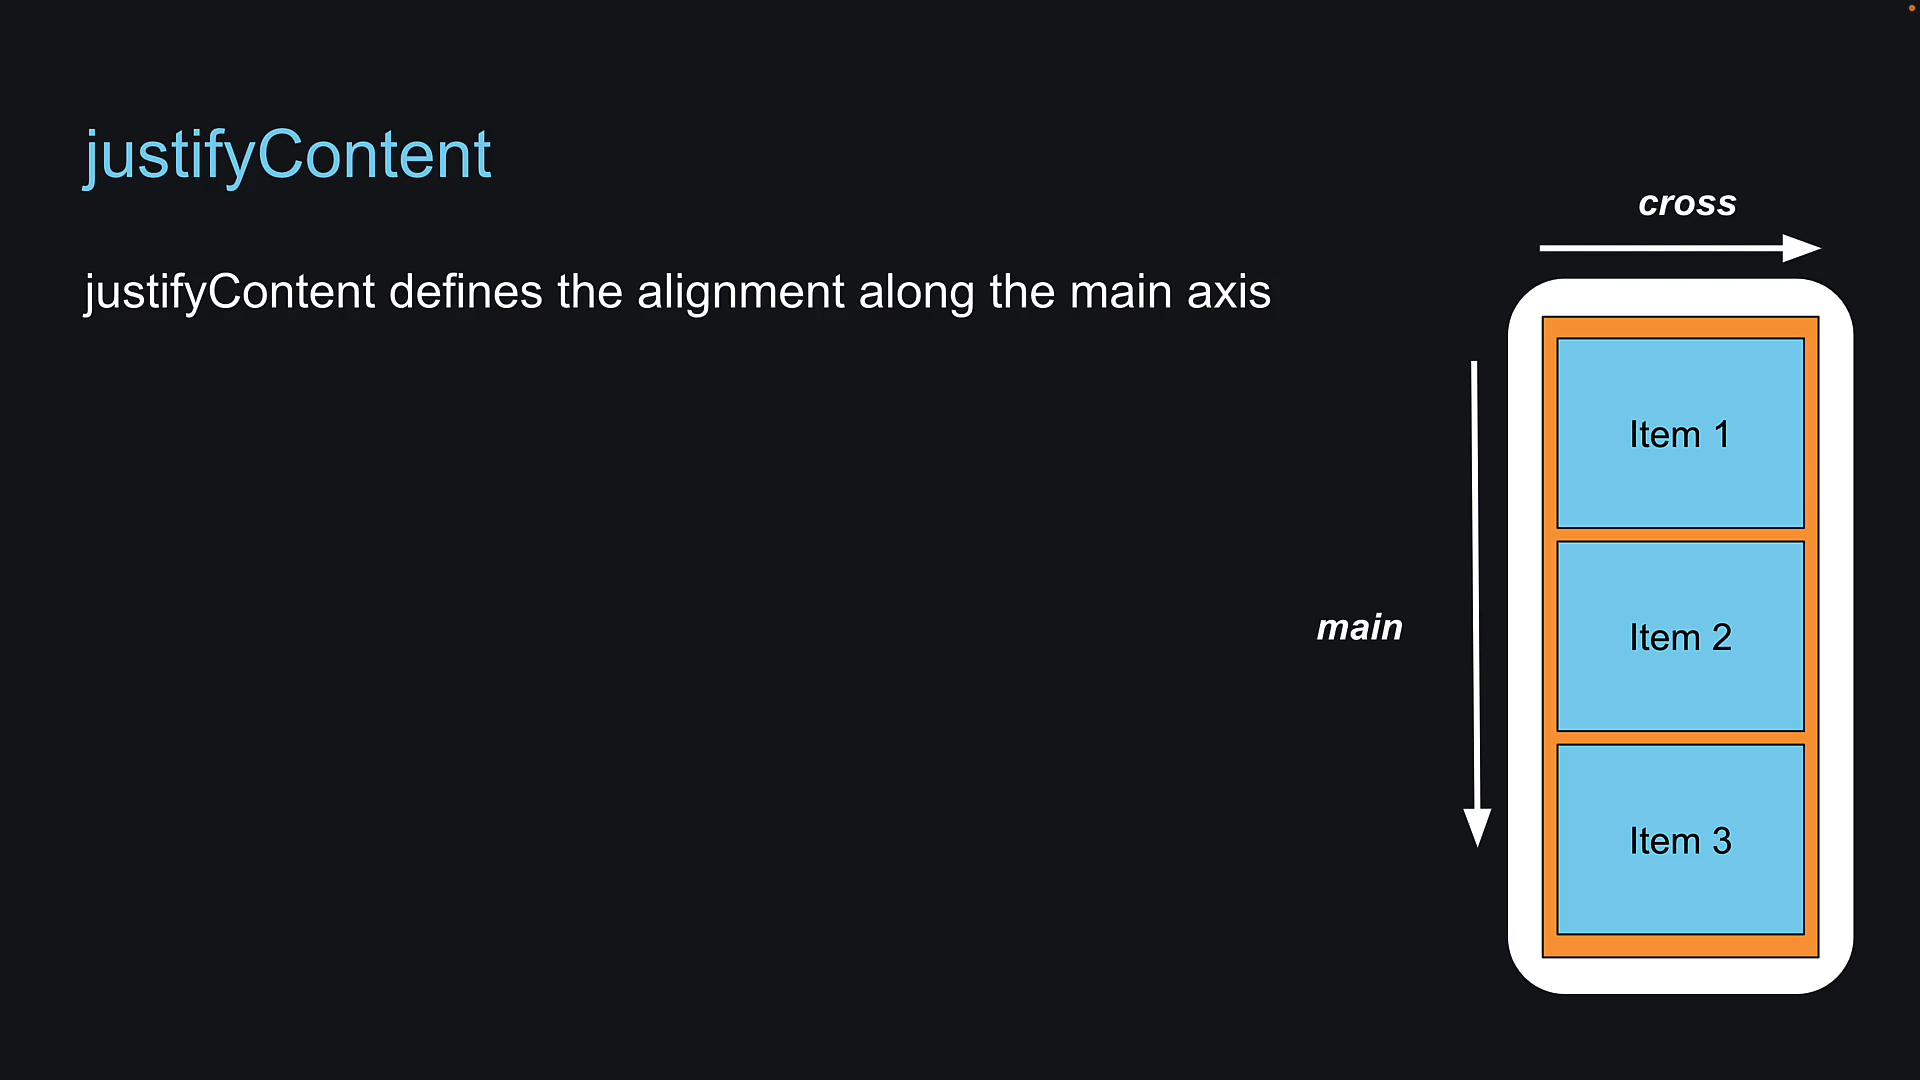 justifyContent
justifyContent defines the alignment along the main axis
cross
main
Item 1
Item 2
Item 3